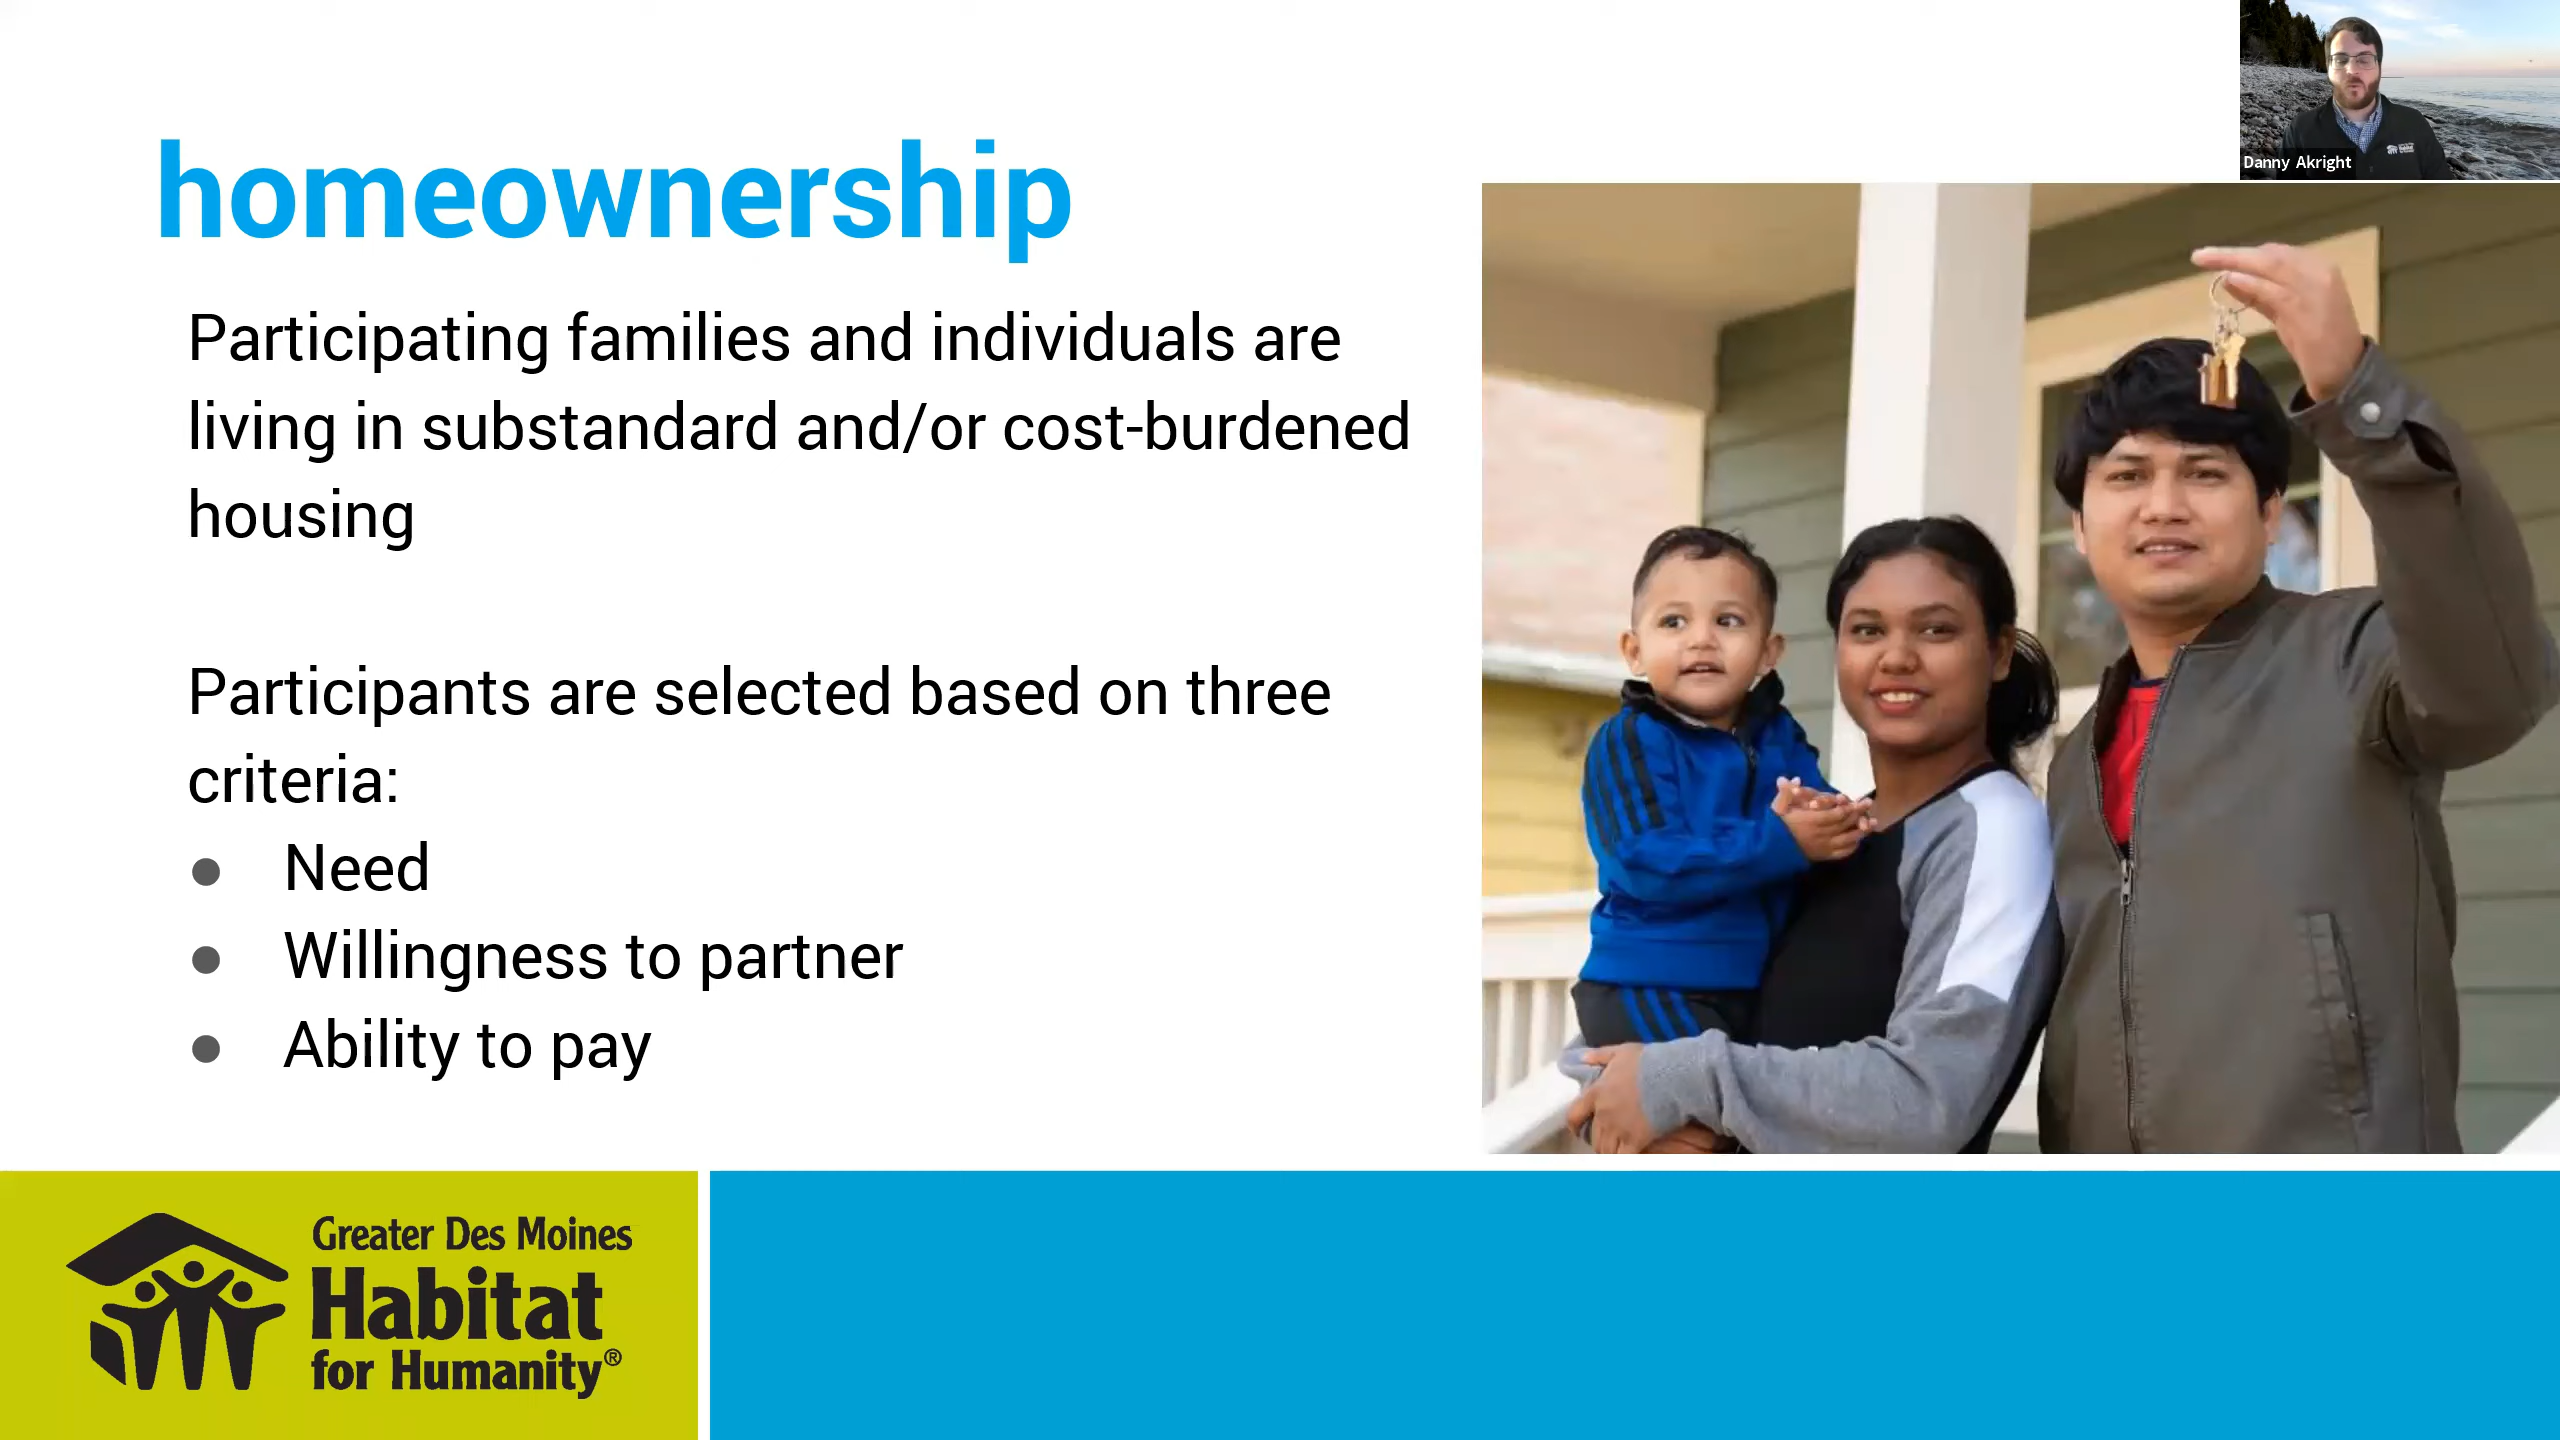 homeownership
Participating families and individuals are
living in substandard and/or cost-burdened
housing
Participants are selected based on three
criteria:
● Need
● Willingness to partner
● Ability to pay
Danny Akright
Greater Des Moines
Habitat
for Humanity®